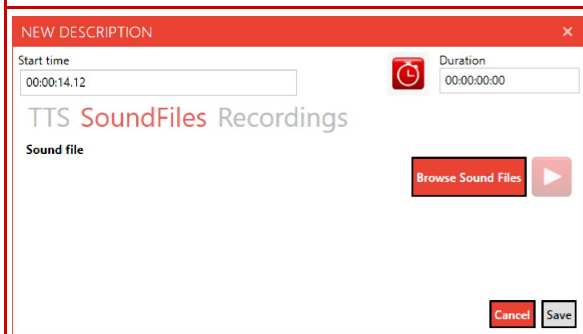 NEW DESCRIPTION
Start time
Duration
00:00:14.12
00:00:00:00
TTS SoundFiles Recordings
Sound file
Browse Sound Files
Cancel
Save